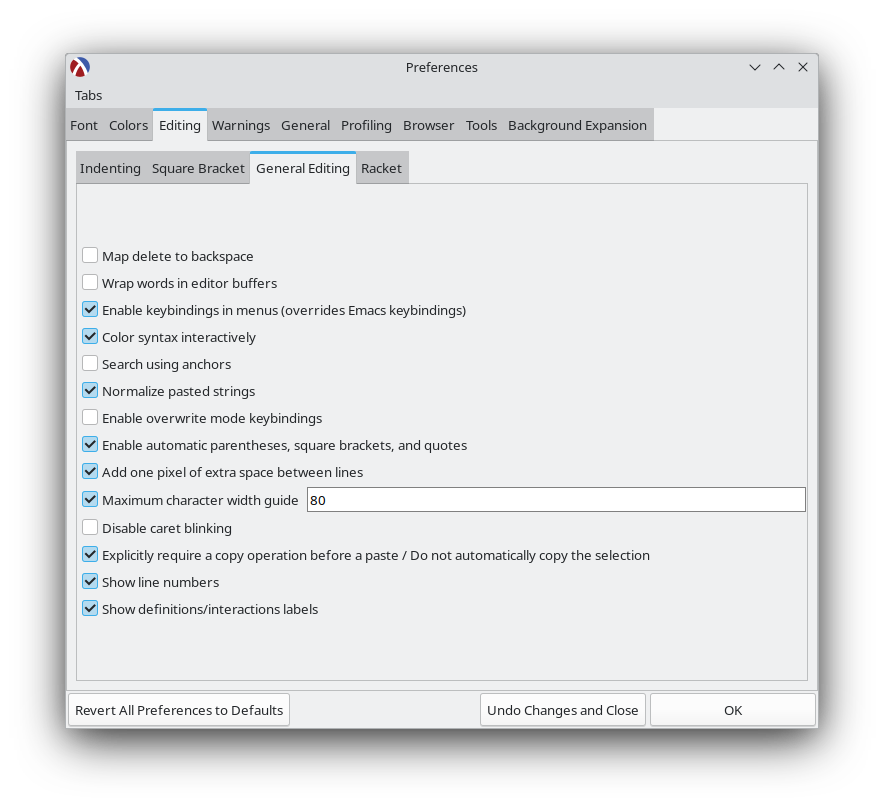 Preferences
Tabs
Font Colors Editing Warnings General Profiling Browser Tools Background Expansion
Indenting Square Bracket General Editing Racket
Map delete to backspace
Wrap words in editor buffers
Enable keybindings in menus (overrides Emacs keybindings)
Color syntax interactively
Search using anchors
Normalize pasted strings
Enable overwrite mode keybindings
Enable automatic parentheses, square brackets, and quotes
Add one pixel of extra space between lines
Maximum character width guide 80
Disable caret blinking
Explicitly require a copy operation before a paste / Do not automatically copy the selection
Show line numbers
Show definitions/interactions labels
Revert All Preferences to Defaults Undo Changes and Close OK